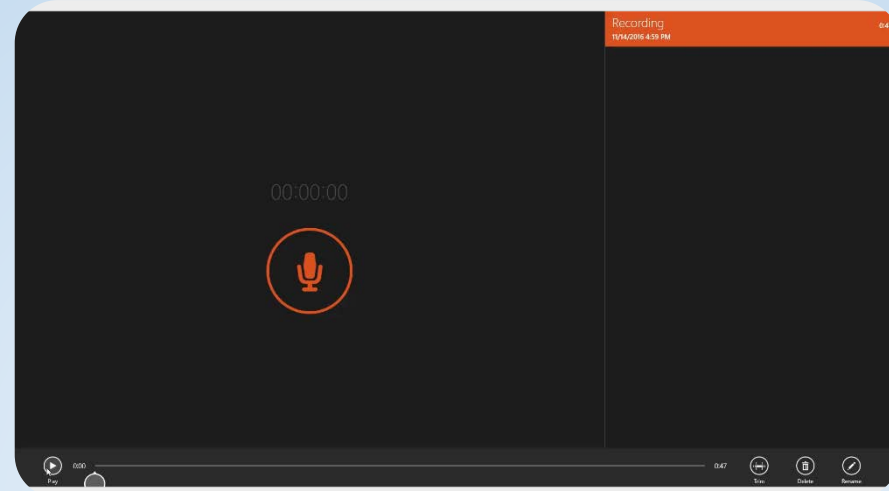 Recording
11/14/2016 4:59 PM
00:00:00
0:00
0:47
Play
Trim
Delete
Rename